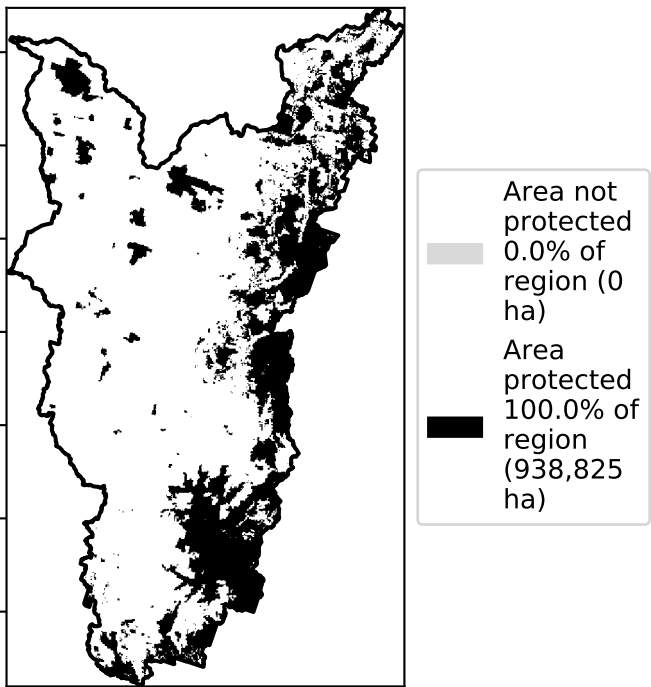 Area not
protected
0.0% of
region (0
ha)
Area
protected
100.0% of
region
(938,825
ha)